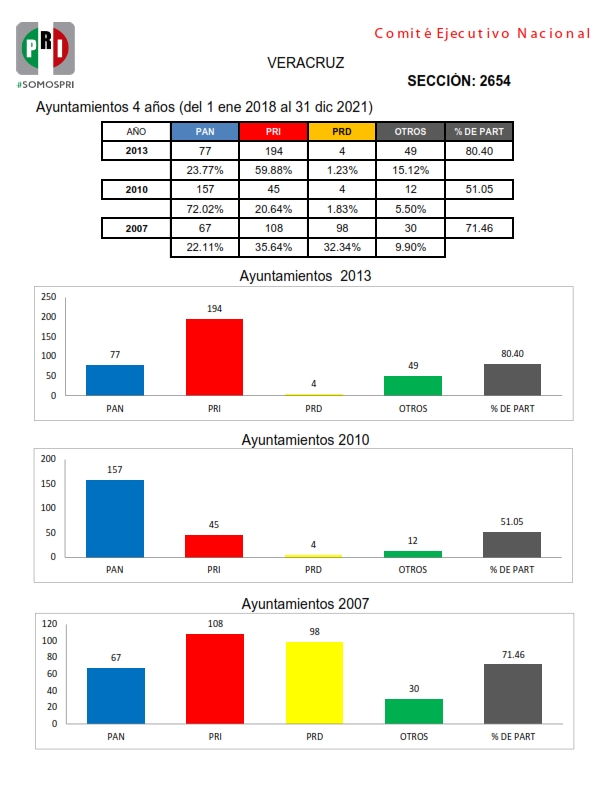 Comité Ejecutivo Nacional
PRI
#SOMOSPRI
VERACRUZ
SECCIÓN: 2654
Ayuntamientos 4 años (del 1 ene 2018 al 31 dic 2021)
AÑO PAN PRI PRD OTROS % DE PART
2013 77 194 4 49 80.40
23.77% 59.88% 1.23% 15.12%
2010 157 45 4 12 51.05
72.02% 20.64% 1.83% 5.50%
2007 67 108 98 30 71.46
22.11% 35.64% 32.34% 9.90%
Ayuntamientos 2013
250
200
150
100
50
0
77 194 4 49 80.40
PAN PRI PRD OTROS % DE PART
Ayuntamientos 2010
200
150
100
50
0
157 45 4 12 51.05
PAN PRI PRD OTROS % DE PART
Ayuntamientos 2007
120
100
80
60
40
20
0
67 108 98 30 71.46
PAN PRI PRD OTROS % DE PART